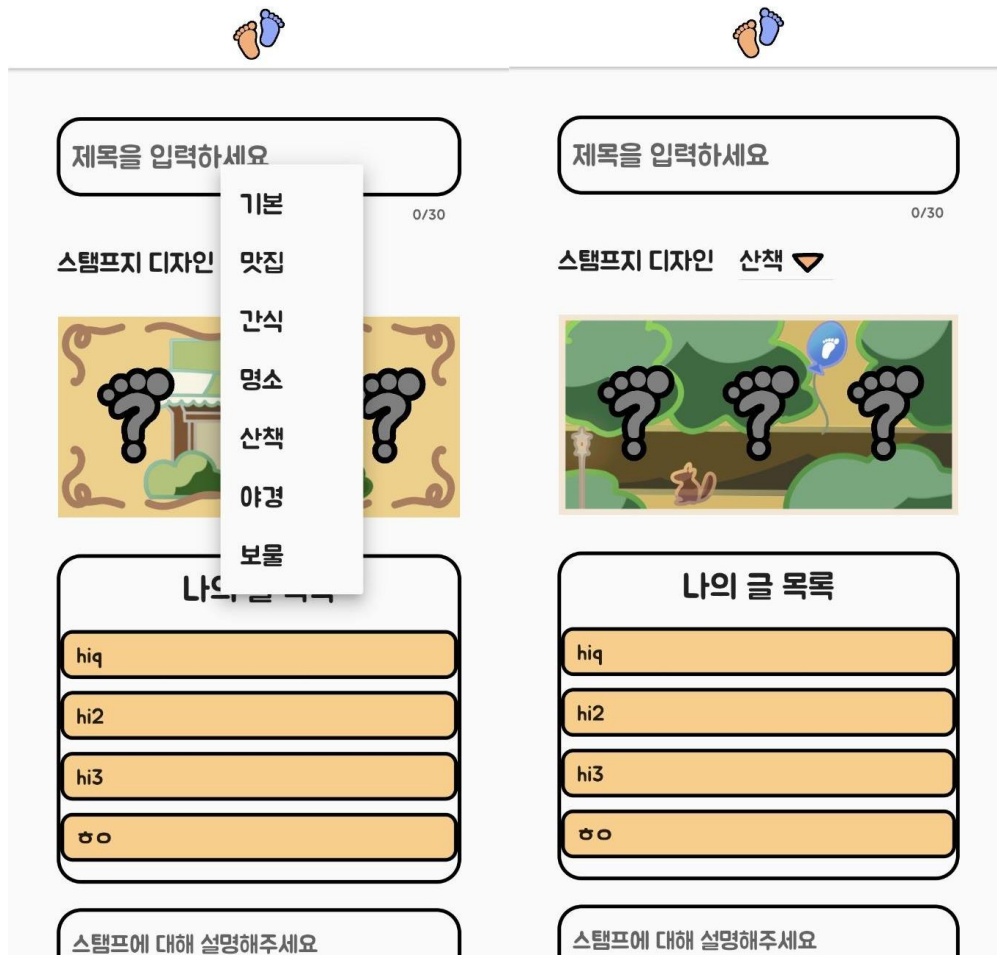 제목을 입력하세요
0/30
스탬프지 디자인
기본
맛집
간식
명소
산책
야경
보물
hiq
hi2
hi3
ㅎㅇ
스탬프에 대해 설명해주세요
제목을 입력하세요
0/30
스탬프지 디자인 산책
나의 글 목록
hiq
hi2
hi3
ㅎㅇ
스탬프에 대해 설명해주세요